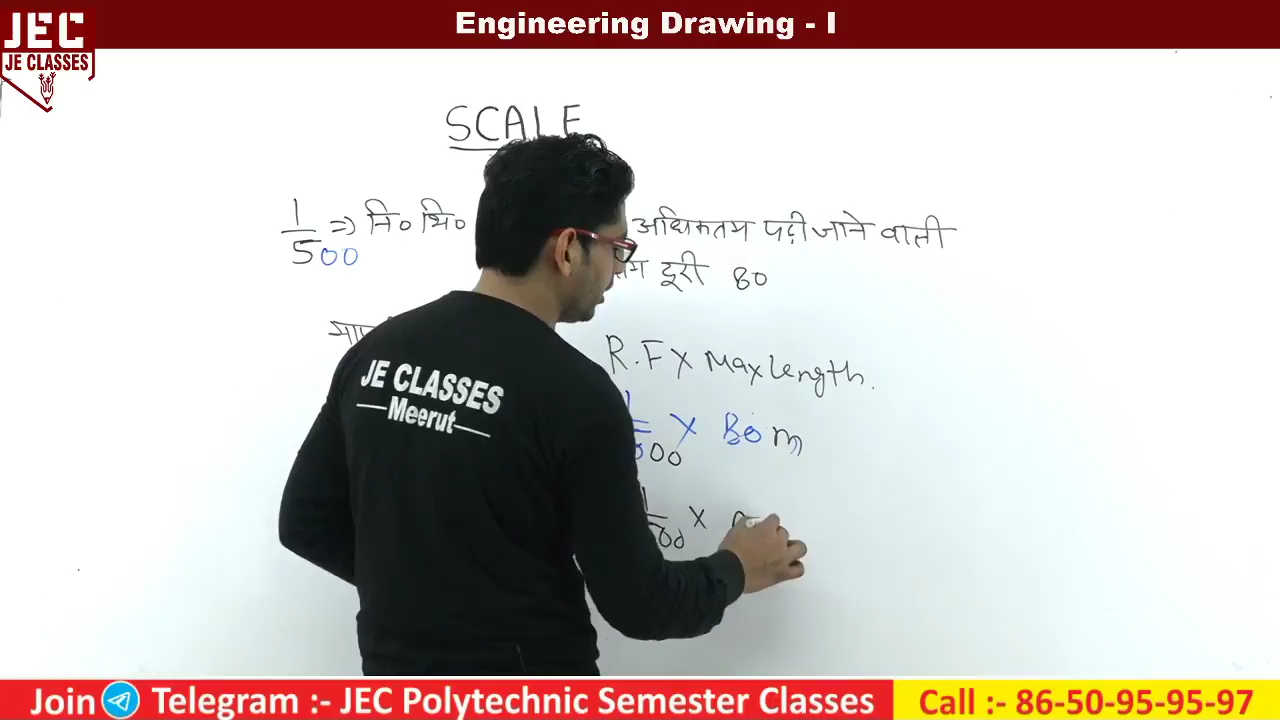 Engineering Drawing - I
JEC
JE CLASSES
SCALE
1/500 => नि० भि० अधिकतम पढ़ी जाने वाली
दूरी 80
R.F X Max length.
X 80 m
X
JE CLASSES
Meerut
Join Telegram :- JEC Polytechnic Semester Classes
Call :- 86-50-95-95-97